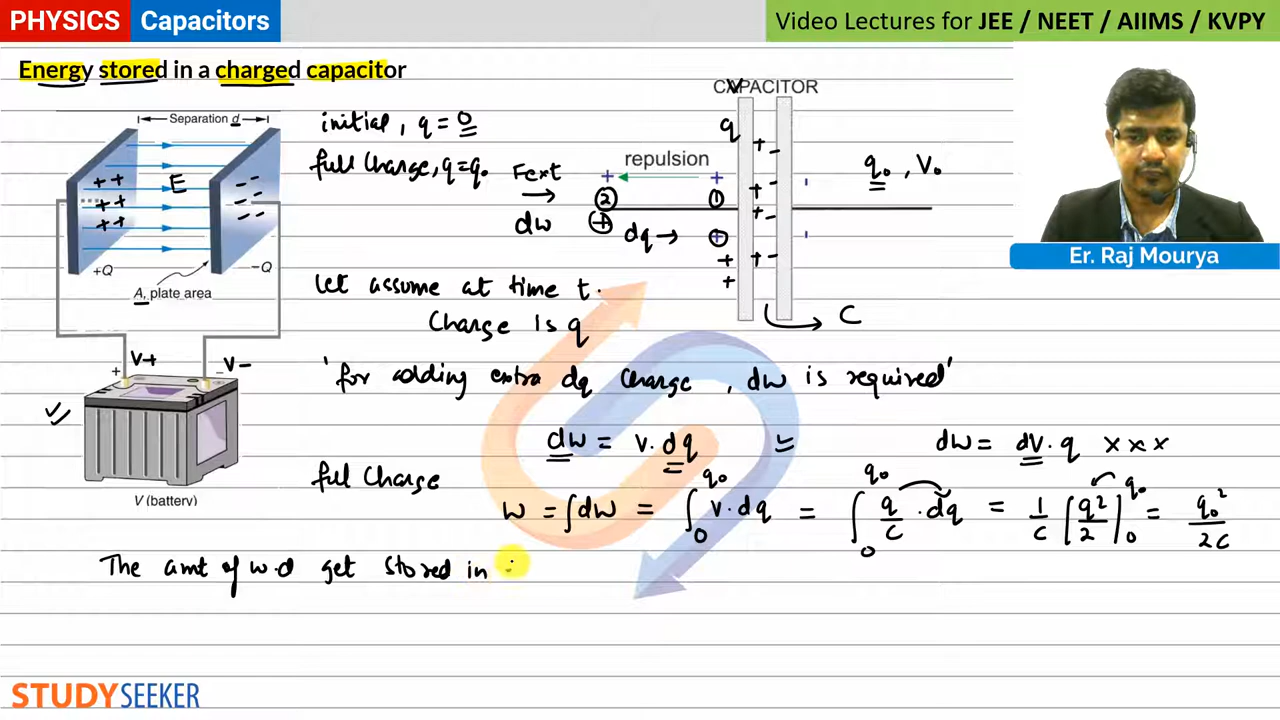 PHYSICS Capacitors
Video Lectures for JEE / NEET / AIIMS / KVPY
Energy stored in a charged capacitor
Separation d
E
+Q
−Q
A, plate area
V+
V−
V (battery)
initial, q = 0
full charge, q = q₀
Fext
dw
CAPACITOR
V
q
repulsion
2
1
dq →
q₀, V₀
C
Er. Raj Mourya
let assume at time t.
Charge is q
'for adding extra dq charge, dw is required'
dw = v.dq
dw = dV.q x x x
full Charge
W = ∫dw = ∫₀^q₀ v.dq = ∫₀^q₀ q/c .dq = 1/c [q²/2]₀^q₀ = q₀²/2c
The amt of w.d get stored in
STUDYSEEKER